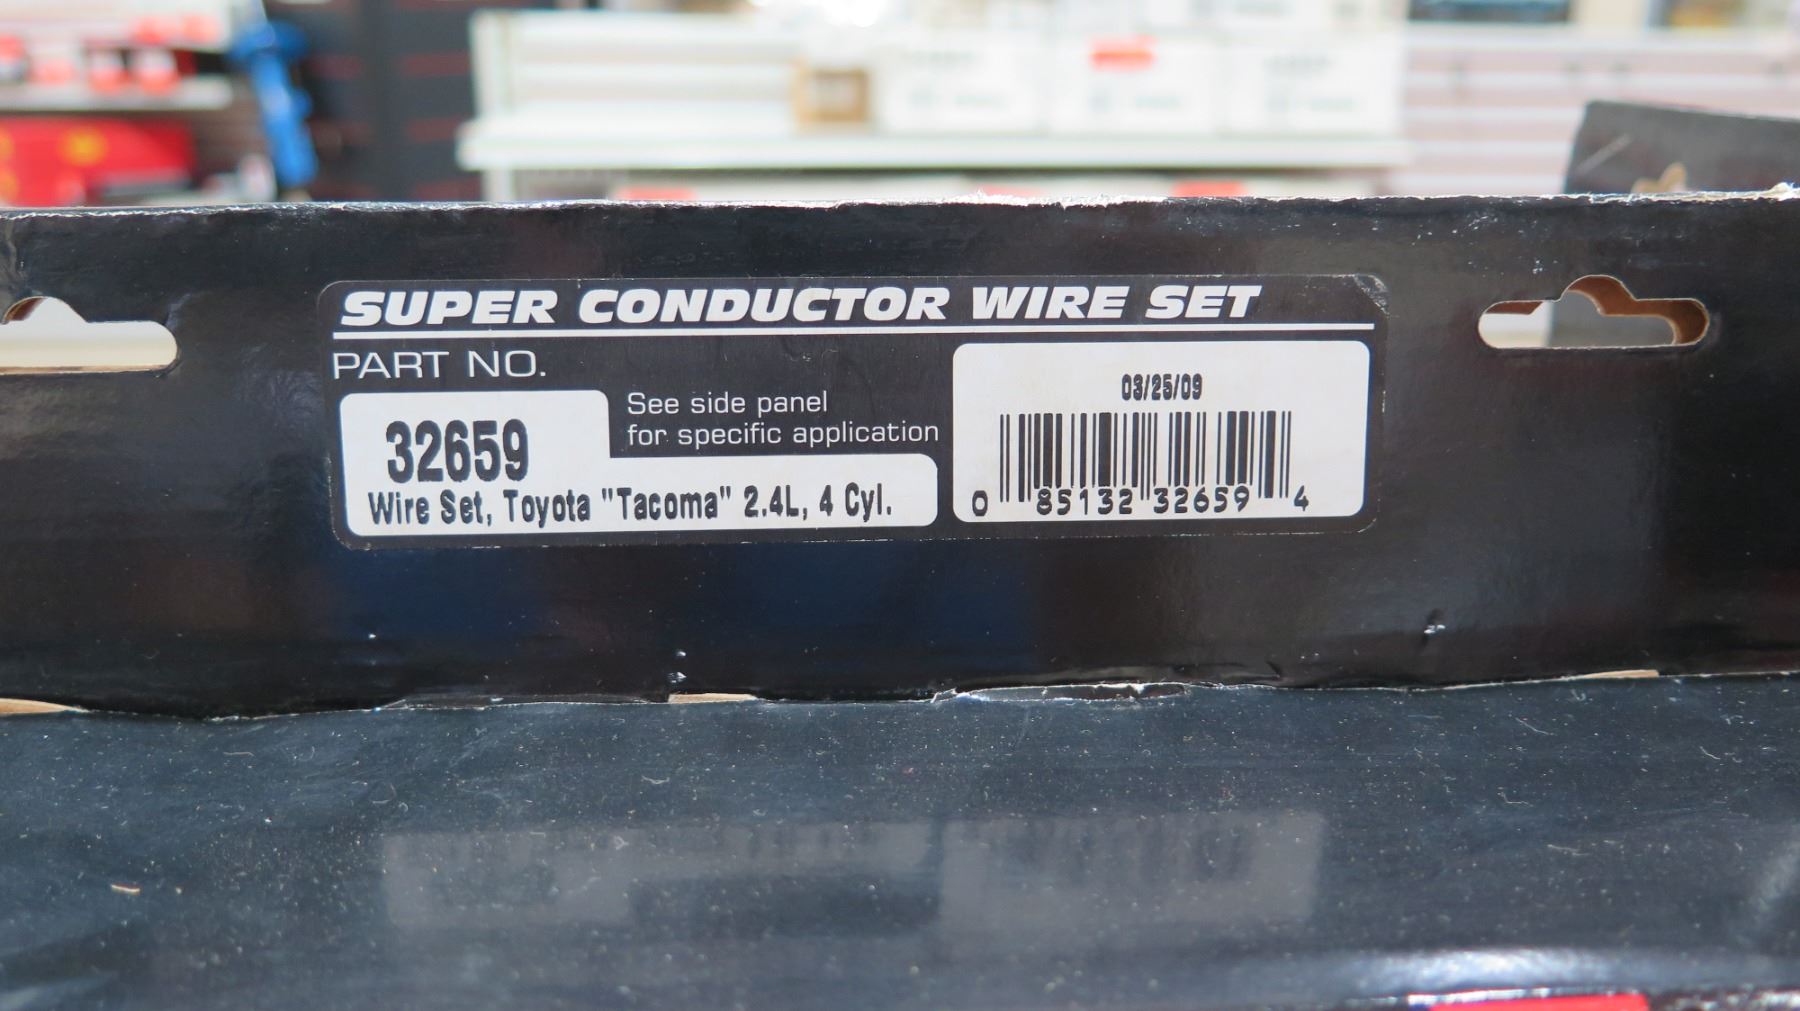 SUPER CONDUCTOR WIRE SET
PART NO.
32659
See side panel
for specific application
Wire Set, Toyota "Tacoma" 2.4L, 4 Cyl.
03/25/09
0 85132 32659 4